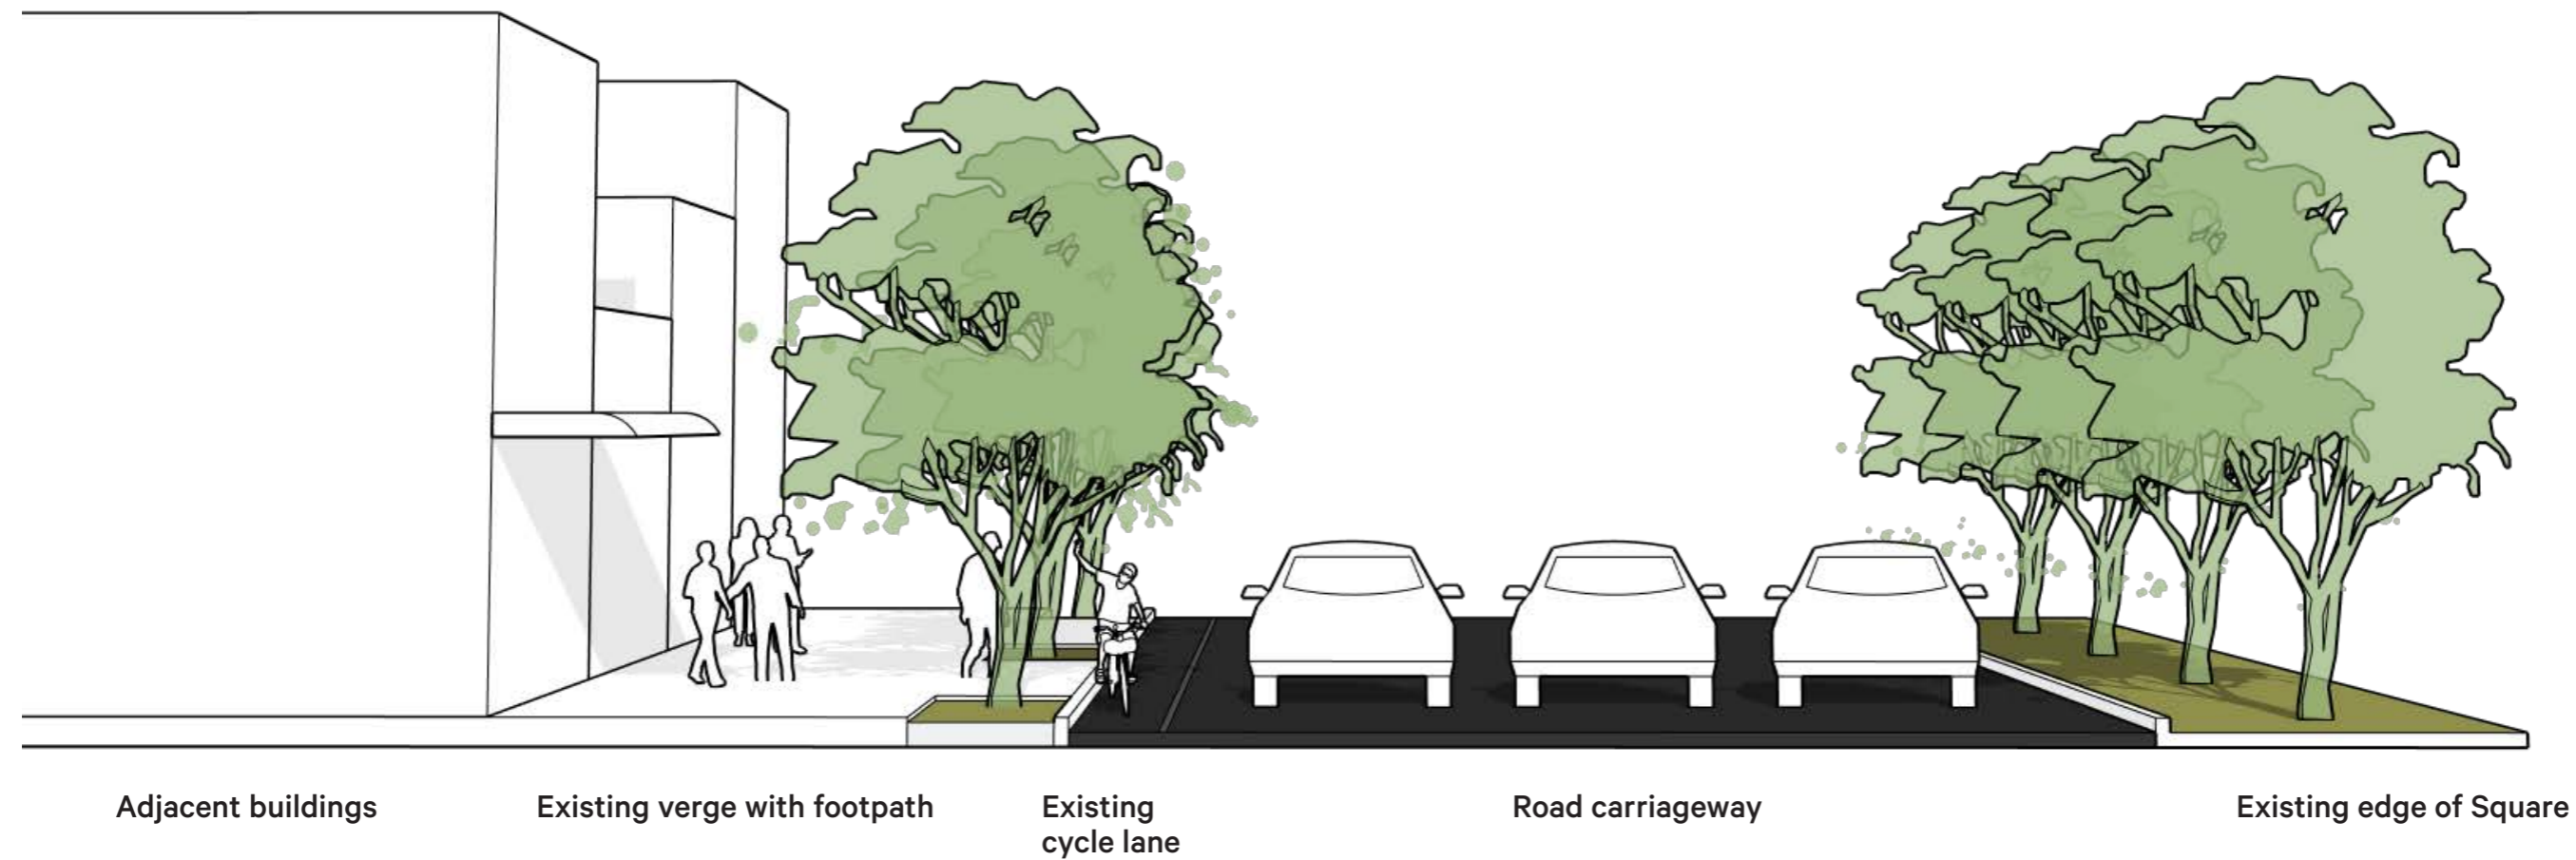 Adjacent buildings
Existing verge with footpath
Existing
cycle lane
Road carriageway
Existing edge of Square